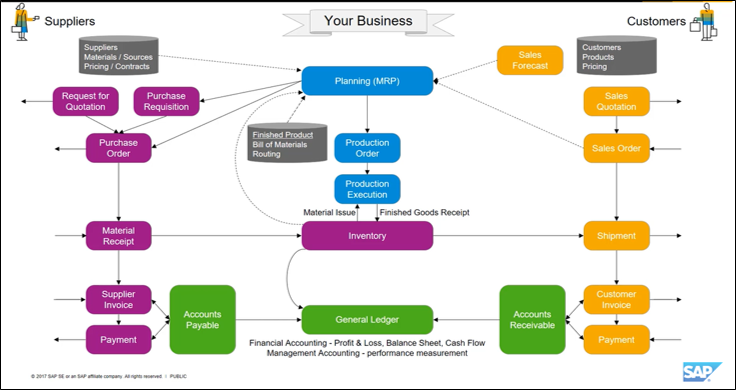 Suppliers
Your Business
Customers
Suppliers
Materials / Sources
Pricing / Contracts
Planning (MRP)
Sales
Forecast
Customers
Products
Pricing
Request for
Quotation
Purchase
Requisition
Sales
Quotation
Finished Product
Bill of Materials
Routing
Purchase
Order
Production
Order
Sales Order
Production
Execution
Material Issue
Finished Goods Receipt
Material
Receipt
Inventory
Shipment
Supplier
Invoice
Accounts
Payable
General Ledger
Accounts
Receivable
Customer
Invoice
Payment
Payment
Financial Accounting - Profit & Loss, Balance Sheet, Cash Flow
Management Accounting - performance measurement
© 2017 SAP SE or an SAP affiliate company. All rights reserved. I PUBLIC
SAP